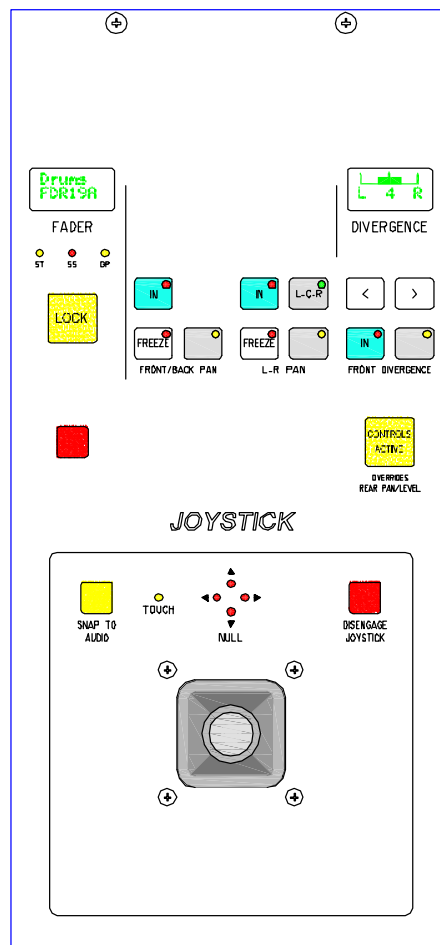 Drums
FDR19A
L 4 R
FADER
DIVERGENCE
ST SS DP
IN
IN
L-C-R
< >
LOCK
FREEZE
FREEZE
IN
FRONT/BACK PAN
L-R PAN
FRONT DIVERGENCE
CONTROLS
ACTIVE
OVERRIDES
REAR PAN/LEVEL
JOYSTICK
SNAP TO
AUDIO
TOUCH
NULL
DISENGAGE
JOYSTICK